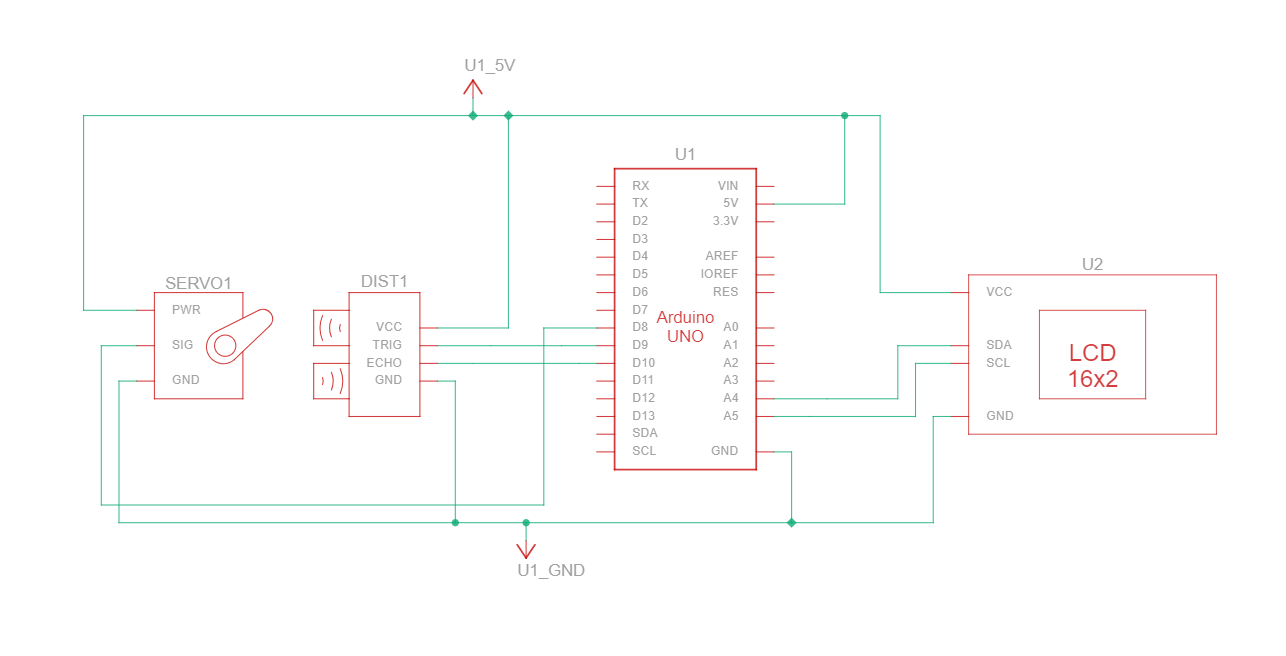 U1_5V
U1
RX
VIN
TX
5V
D2
3.3V
D3
D4
AREF
D5
IOREF
D6
RES
D7
D8
A0
D9
A1
D10
A2
D11
A3
D12
A4
D13
A5
SDA
SCL
GND
Arduino
UNO
SERVO1
PWR
SIG
GND
DIST1
VCC
TRIG
ECHO
GND
U2
VCC
SDA
SCL
GND
LCD
16x2
U1_GND